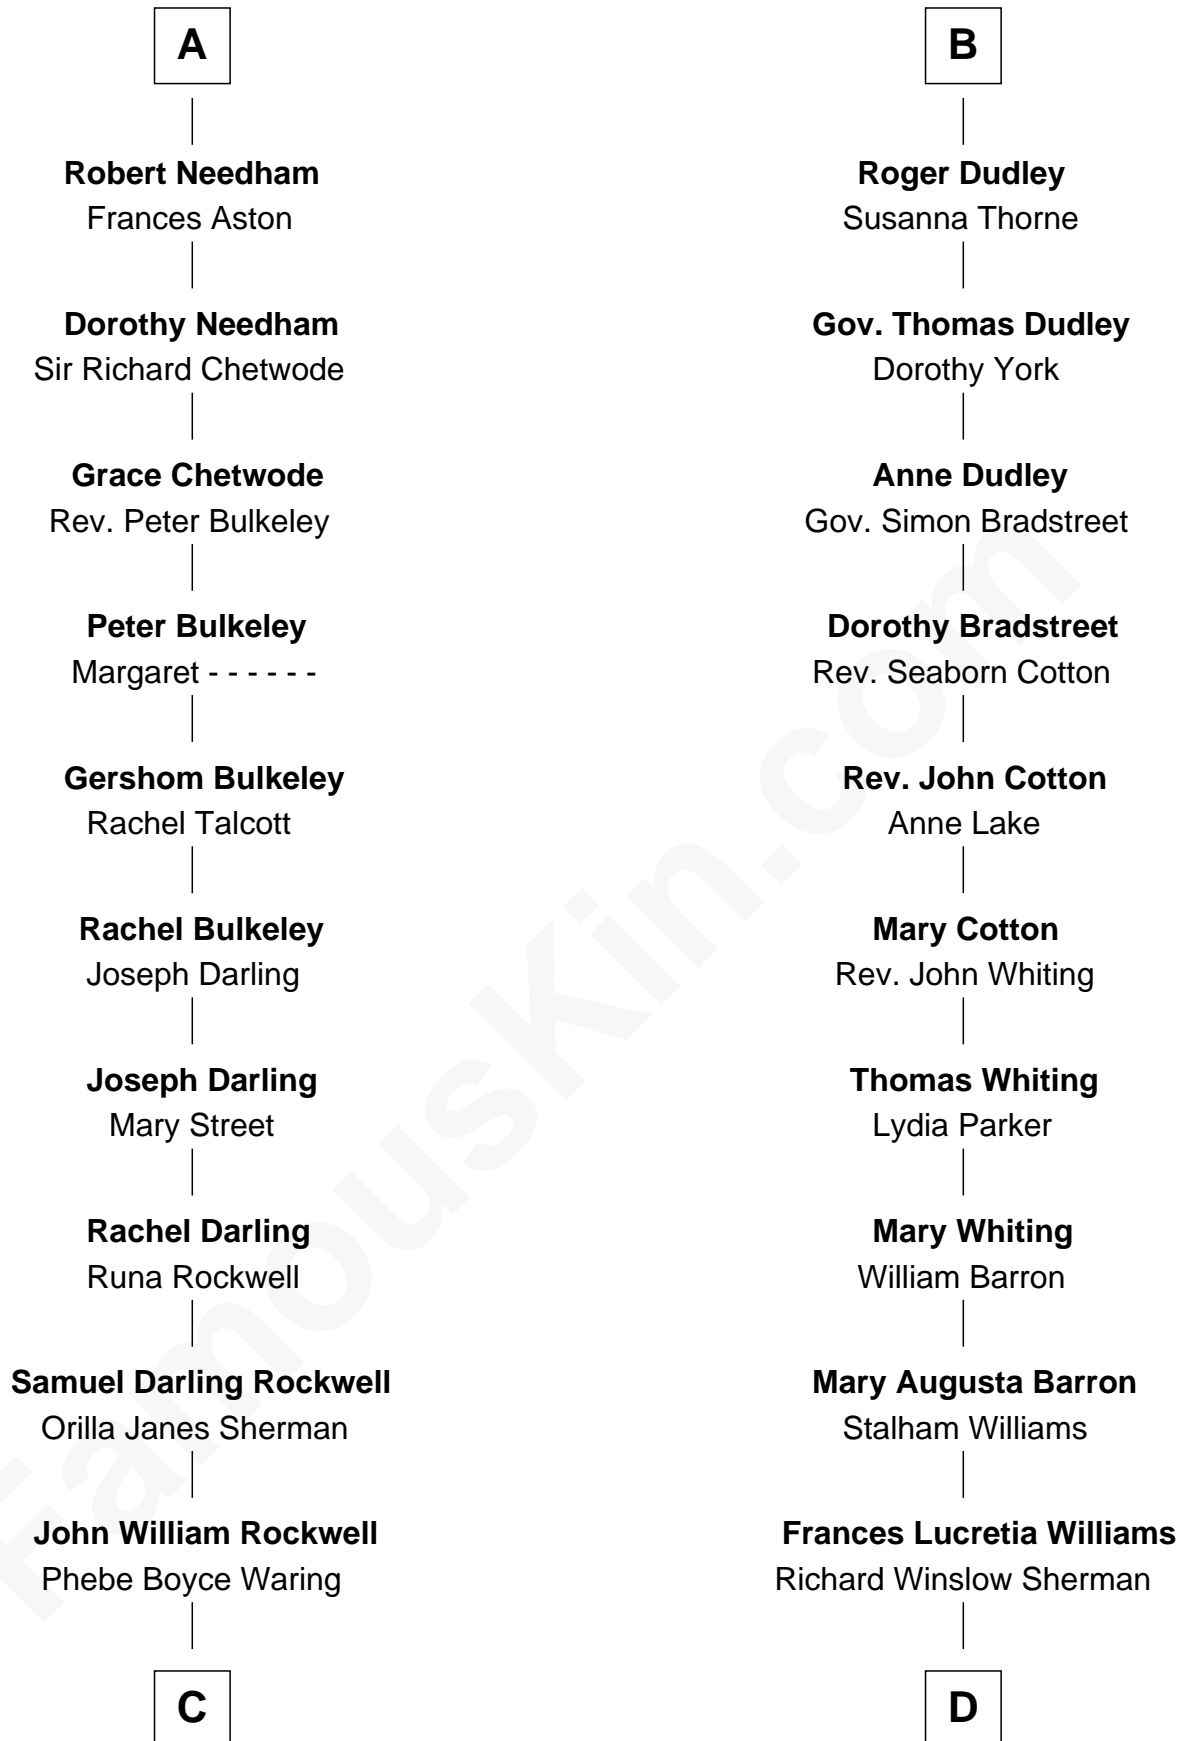 A
Robert Needham
Frances Aston
Dorothy Needham
Sir Richard Chetwode
Grace Chetwode
Rev. Peter Bulkeley
Peter Bulkeley
Margaret - - - - - -
Gershom Bulkeley
Rachel Talcott
Rachel Bulkeley
Joseph Darling
Joseph Darling
Mary Street
Rachel Darling
Runa Rockwell
Samuel Darling Rockwell
Orilla Janes Sherman
John William Rockwell
Phebe Boyce Waring
C
B
Roger Dudley
Susanna Thorne
Gov. Thomas Dudley
Dorothy York
Anne Dudley
Gov. Simon Bradstreet
Dorothy Bradstreet
Rev. Seaborn Cotton
Rev. John Cotton
Anne Lake
Mary Cotton
Rev. John Whiting
Thomas Whiting
Lydia Parker
Mary Whiting
William Barron
Mary Augusta Barron
Stalham Williams
Frances Lucretia Williams
Richard Winslow Sherman
D
FamousKin.com